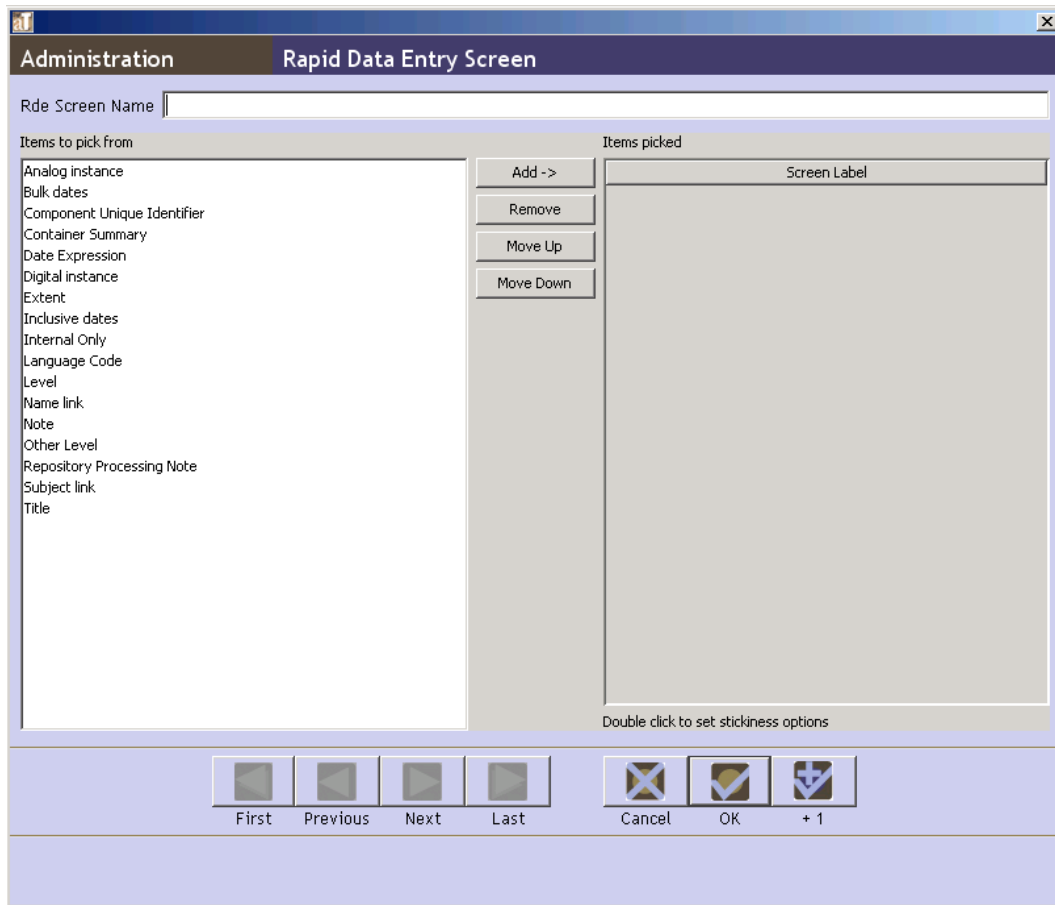 aT
Administration
Rapid Data Entry Screen
Rde Screen Name
Items to pick from
Items picked
Analog instance
Bulk dates
Component Unique Identifier
Container Summary
Date Expression
Digital instance
Extent
Inclusive dates
Internal Only
Language Code
Level
Name link
Note
Other Level
Repository Processing Note
Subject link
Title
Add ->
Remove
Move Up
Move Down
Screen Label
Double click to set stickiness options
First
Previous
Next
Last
Cancel
OK
+ 1